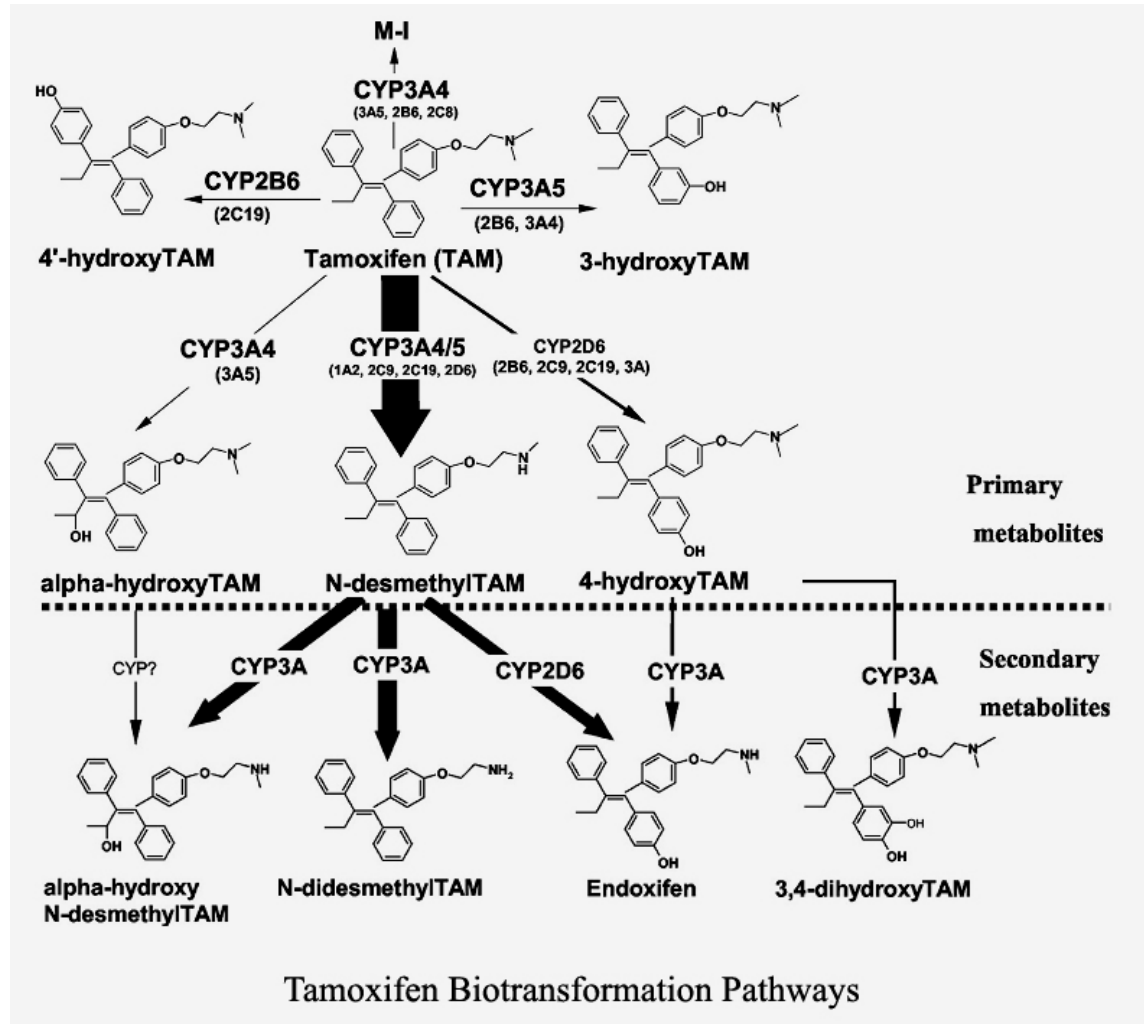 M-I
CYP3A4
(3A5, 2B6, 2C8)
HO
O
N
O
N
O
N
OH
CYP2B6
(2C19)
CYP3A5
(2B6, 3A4)
4'-hydroxyTAM
Tamoxifen (TAM)
3-hydroxyTAM
CYP3A4
(3A5)
CYP3A4/5
(1A2, 2C9, 2C19, 2D6)
CYP2D6
(2B6, 2C9, 2C19, 3A)
O
N
OH
O
N
H
O
N
OH
Primary
metabolites
alpha-hydroxyTAM
N-desmethylTAM
4-hydroxyTAM
CYP?
CYP3A
CYP3A
CYP2D6
CYP3A
CYP3A
Secondary
metabolites
O
NH
OH
O
NH2
O
NH
OH
O
N
OH
OH
alpha-hydroxy
N-desmethylTAM
N-didesmethylTAM
Endoxifen
3,4-dihydroxyTAM
Tamoxifen Biotransformation Pathways